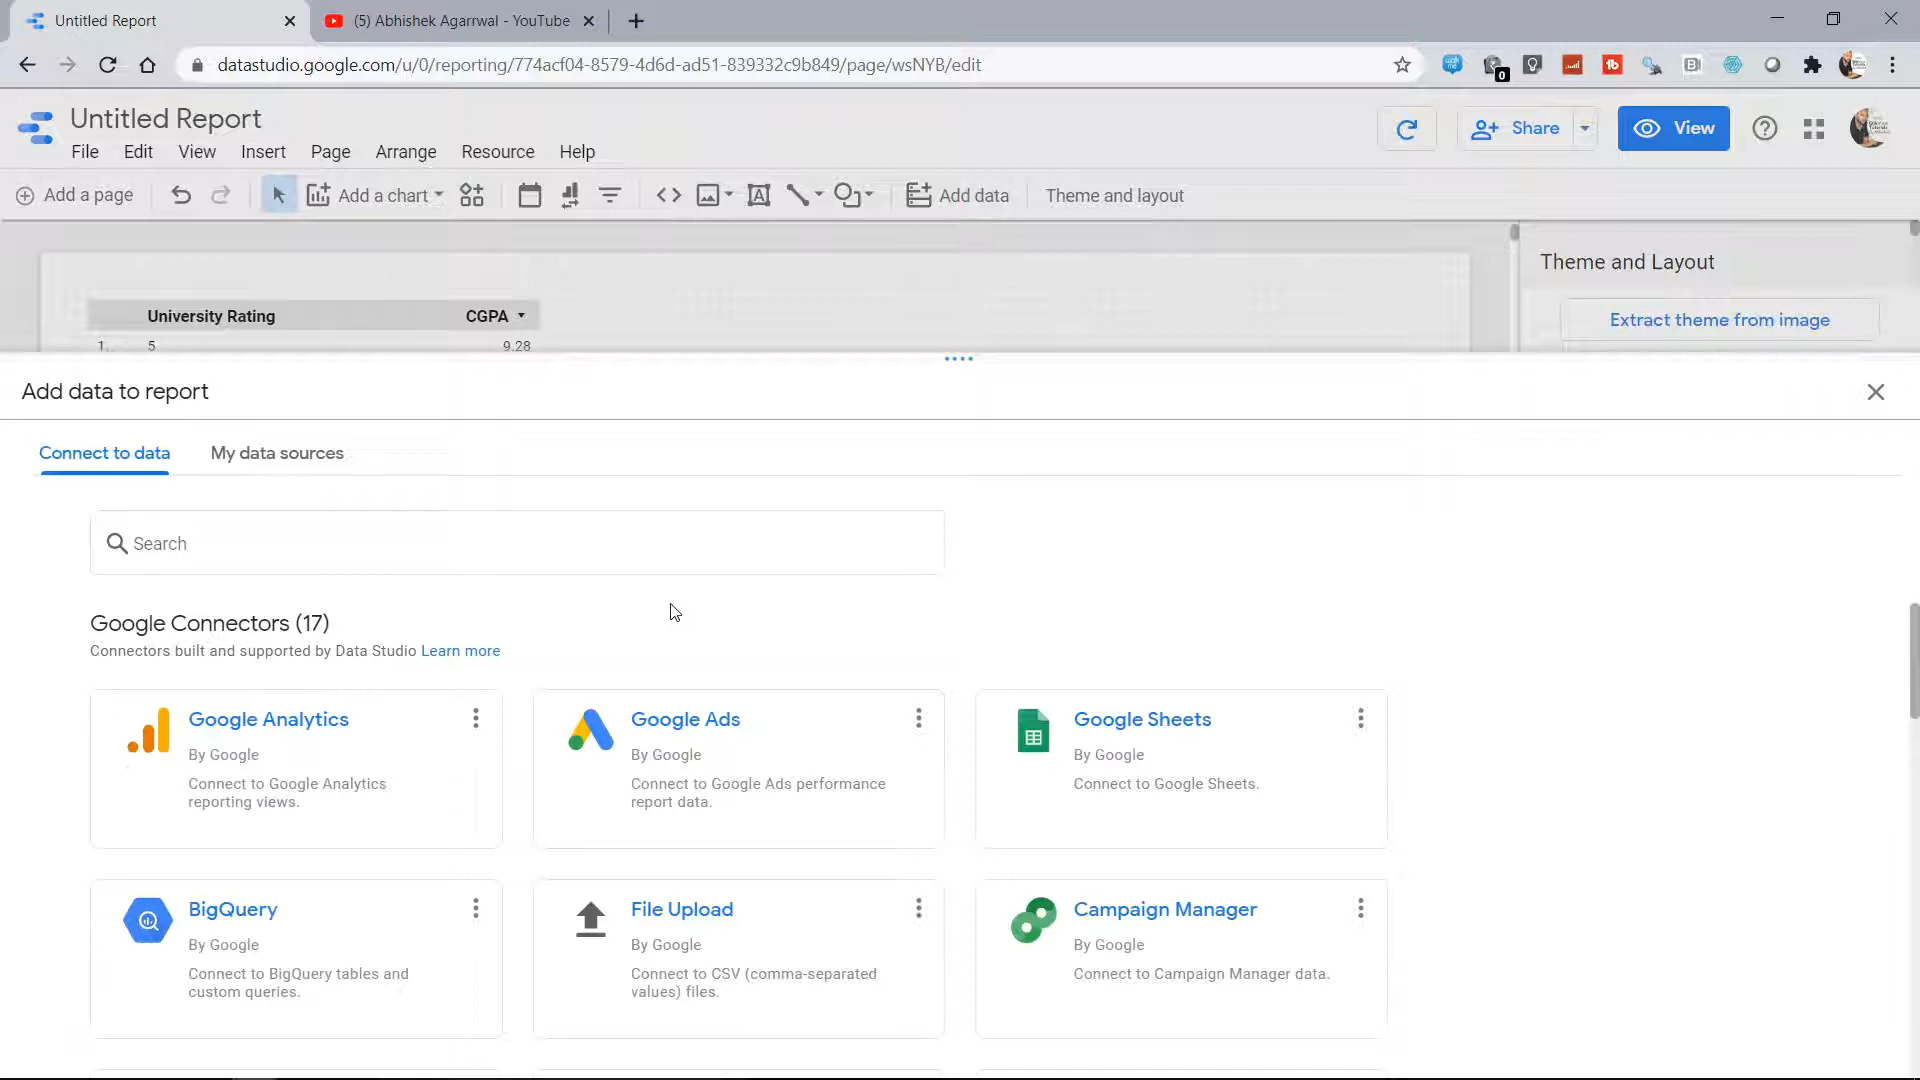 Untitled Report
(5) Abhishek Agarrwal - YouTube
datastudio.google.com/u/0/reporting/774acf04-8579-4d6d-ad51-839332c9b849/page/wsNYB/edit
0
Untitled Report
File Edit View Insert Page Arrange Resource Help
Share
View
Add a page
Add a chart
Add data
Theme and layout
University Rating CGPA
1.. 5 9.28
Theme and Layout
Extract theme from image
Add data to report
Connect to data My data sources
Search
Google Connectors (17)
Connectors built and supported by Data Studio Learn more
Google Analytics
By Google
Connect to Google Analytics
reporting views.
Google Ads
By Google
Connect to Google Ads performance
report data.
Google Sheets
By Google
Connect to Google Sheets.
BigQuery
By Google
Connect to BigQuery tables and
custom queries.
File Upload
By Google
Connect to CSV (comma-separated
values) files.
Campaign Manager
By Google
Connect to Campaign Manager data.